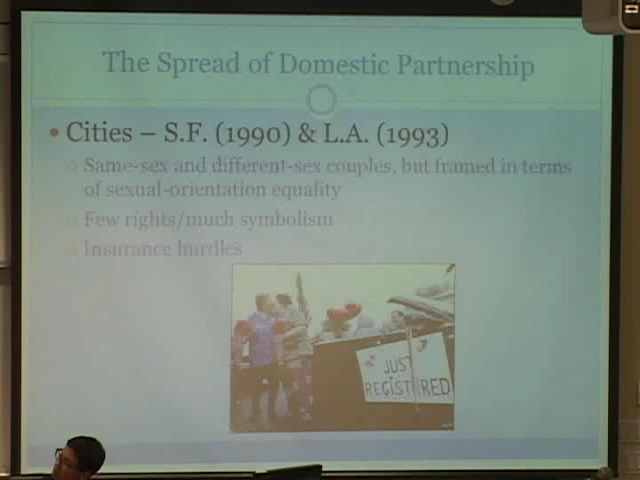 The Spread of Domestic Partnership
Cities – S.F. (1990) & L.A. (1993)
Same-sex and different-sex couples, but framed in terms
of sexual-orientation equality
Few rights/much symbolism
Insurance hurdles
JUST
REGISTERED